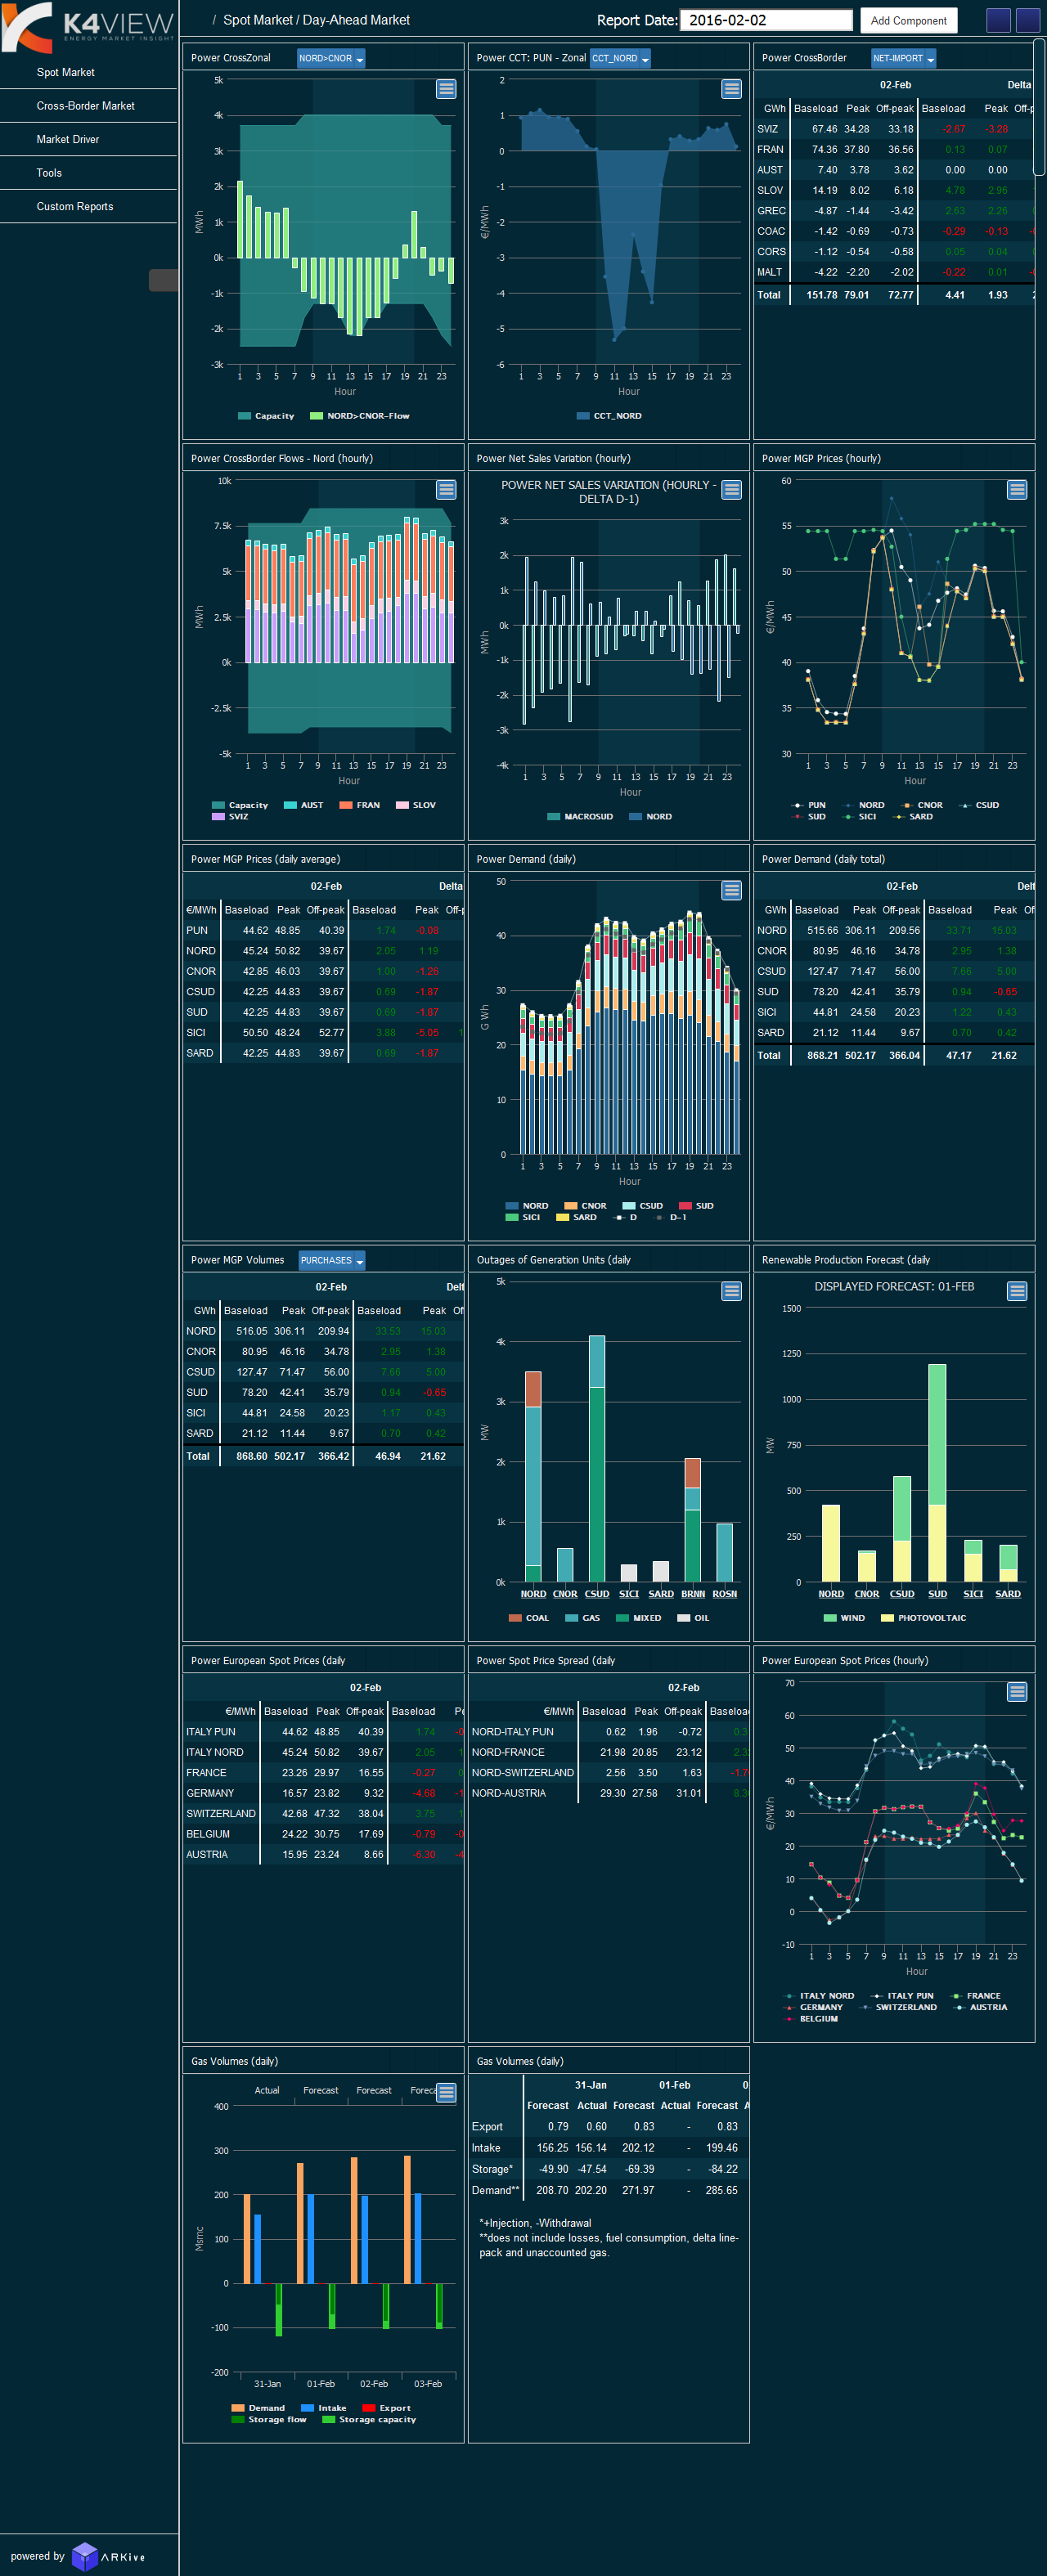 K4VIEW
ENERGY MARKET INSIGHT
/ Spot Market / Day-Ahead Market
Report Date: 2016-02-02
Add Component
Spot Market
Cross-Border Market
Market Driver
Tools
Custom Reports
Power CrossZonal NORD>CNOR
5k
4k
3k
2k
1k
0k
-1k
-2k
-3k
MWh
1 3 5 7 9 11 13 15 17 19 21 23
Hour
Capacity NORD>CNOR-Flow
Power CCT: PUN - Zonal CCT_NORD
2
1
0
-1
-2
-3
-4
-5
-6
€/MWh
1 3 5 7 9 11 13 15 17 19 21 23
Hour
CCT_NORD
Power CrossBorder NET-IMPORT
02-Feb Delta
GWh Baseload Peak Off-peak Baseload Peak Off-p
SVIZ 67.46 34.28 33.18 -2.67 -3.28
FRAN 74.36 37.80 36.56 0.13 0.07
AUST 7.40 3.78 3.62 0.00 0.00
SLOV 14.19 8.02 6.18 4.78 2.96
GREC -4.87 -1.44 -3.42 2.63 2.26
COAC -1.42 -0.69 -0.73 -0.29 -0.13
CORS -1.12 -0.54 -0.58 0.05 0.04
MALT -4.22 -2.20 -2.02 -0.22 0.01
Total 151.78 79.01 72.77 4.41 1.93
Power CrossBorder Flows - Nord (hourly)
10k
7.5k
5k
2.5k
0k
-2.5k
-5k
MWh
1 3 5 7 9 11 13 15 17 19 21 23
Hour
Capacity AUST FRAN SLOV
SVIZ
Power Net Sales Variation (hourly)
POWER NET SALES VARIATION (HOURLY -
DELTA D-1)
3k
2k
1k
0k
-1k
-2k
-3k
-4k
MWh
1 3 5 7 9 11 13 15 17 19 21 23
Hour
MACROSUD NORD
Power MGP Prices (hourly)
60
55
50
45
40
35
30
€/MWh
1 3 5 7 9 11 13 15 17 19 21 23
Hour
PUN NORD CNOR CSUD
SUD SICI SARD
Power MGP Prices (daily average)
02-Feb Delta
€/MWh Baseload Peak Off-peak Baseload Peak Off-p
PUN 44.62 48.85 40.39 1.74 -0.08
NORD 45.24 50.82 39.67 2.05 1.19
CNOR 42.85 46.03 39.67 1.00 -1.26
CSUD 42.25 44.83 39.67 0.69 -1.87
SUD 42.25 44.83 39.67 0.69 -1.87
SICI 50.50 48.24 52.77 3.88 -5.05 1
SARD 42.25 44.83 39.67 0.69 -1.87
Power Demand (daily)
50
40
30
20
10
0
G Wh
1 3 5 7 9 11 13 15 17 19 21 23
Hour
NORD CNOR CSUD SUD
SICI SARD D D-1
Power Demand (daily total)
02-Feb Delt
GWh Baseload Peak Off-peak Baseload Peak Of
NORD 515.66 306.11 209.56 33.71 15.03
CNOR 80.95 46.16 34.78 2.95 1.38
CSUD 127.47 71.47 56.00 7.66 5.00
SUD 78.20 42.41 35.79 0.94 -0.65
SICI 44.81 24.58 20.23 1.22 0.43
SARD 21.12 11.44 9.67 0.70 0.42
Total 868.21 502.17 366.04 47.17 21.62
Power MGP Volumes PURCHASES
02-Feb Delt
GWh Baseload Peak Off-peak Baseload Peak Of
NORD 516.05 306.11 209.94 33.53 15.03
CNOR 80.95 46.16 34.78 2.95 1.38
CSUD 127.47 71.47 56.00 7.66 5.00
SUD 78.20 42.41 35.79 0.94 -0.65
SICI 44.81 24.58 20.23 1.17 0.43
SARD 21.12 11.44 9.67 0.70 0.42
Total 868.60 502.17 366.42 46.94 21.62
Outages of Generation Units (daily
5k
4k
3k
2k
1k
0k
MW
NORD CNOR CSUD SICI SARD BRNN ROSN
COAL GAS MIXED OIL
Renewable Production Forecast (daily
DISPLAYED FORECAST: 01-FEB
1500
1250
1000
750
500
250
0
MW
NORD CNOR CSUD SUD SICI SARD
WIND PHOTOVOLTAIC
Power European Spot Prices (daily
02-Feb
€/MWh Baseload Peak Off-peak Baseload Pe
ITALY PUN 44.62 48.85 40.39 1.74 -0
ITALY NORD 45.24 50.82 39.67 2.05 1
FRANCE 23.26 29.97 16.55 -0.27 0
GERMANY 16.57 23.82 9.32 -4.68 -1
SWITZERLAND 42.68 47.32 38.04 3.75 1
BELGIUM 24.22 30.75 17.69 -0.79 -0
AUSTRIA 15.95 23.24 8.66 -6.30 -4
Power Spot Price Spread (daily
02-Feb
€/MWh Baseload Peak Off-peak Baseloa
NORD-ITALY PUN 0.62 1.96 -0.72 0.3
NORD-FRANCE 21.98 20.85 23.12 2.3
NORD-SWITZERLAND 2.56 3.50 1.63 -1.7
NORD-AUSTRIA 29.30 27.58 31.01 8.3
Power European Spot Prices (hourly)
70
60
50
40
30
20
10
0
-10
€/MWh
1 3 5 7 9 11 13 15 17 19 21 23
Hour
ITALY NORD ITALY PUN FRANCE
GERMANY SWITZERLAND AUSTRIA
BELGIUM
Gas Volumes (daily)
Actual Forecast Forecast Foreca
400
300
200
100
0
-100
-200
Msmc
31-Jan 01-Feb 02-Feb 03-Feb
Demand Intake Export
Storage flow Storage capacity
Gas Volumes (daily)
31-Jan 01-Feb 0
Forecast Actual Forecast Actual Forecast A
Export 0.79 0.60 0.83 - 0.83
Intake 156.25 156.14 202.12 - 199.46
Storage* -49.90 -47.54 -69.39 - -84.22
Demand** 208.70 202.20 271.97 - 285.65
*+Injection, -Withdrawal
**does not include losses, fuel consumption, delta line-
pack and unaccounted gas.
powered by ARKive